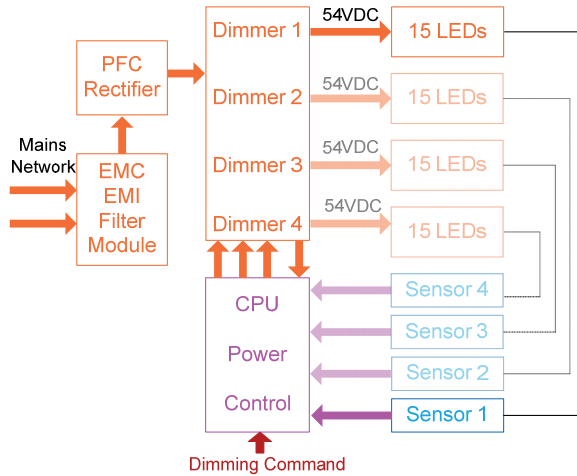 Mains
Network
EMC
EMI
Filter
Module
PFC
Rectifier
Dimmer 1
Dimmer 2
Dimmer 3
Dimmer 4
54VDC
15 LEDs
54VDC
15 LEDs
54VDC
15 LEDs
54VDC
15 LEDs
CPU
Power
Control
Sensor 4
Sensor 3
Sensor 2
Sensor 1
Dimming Command